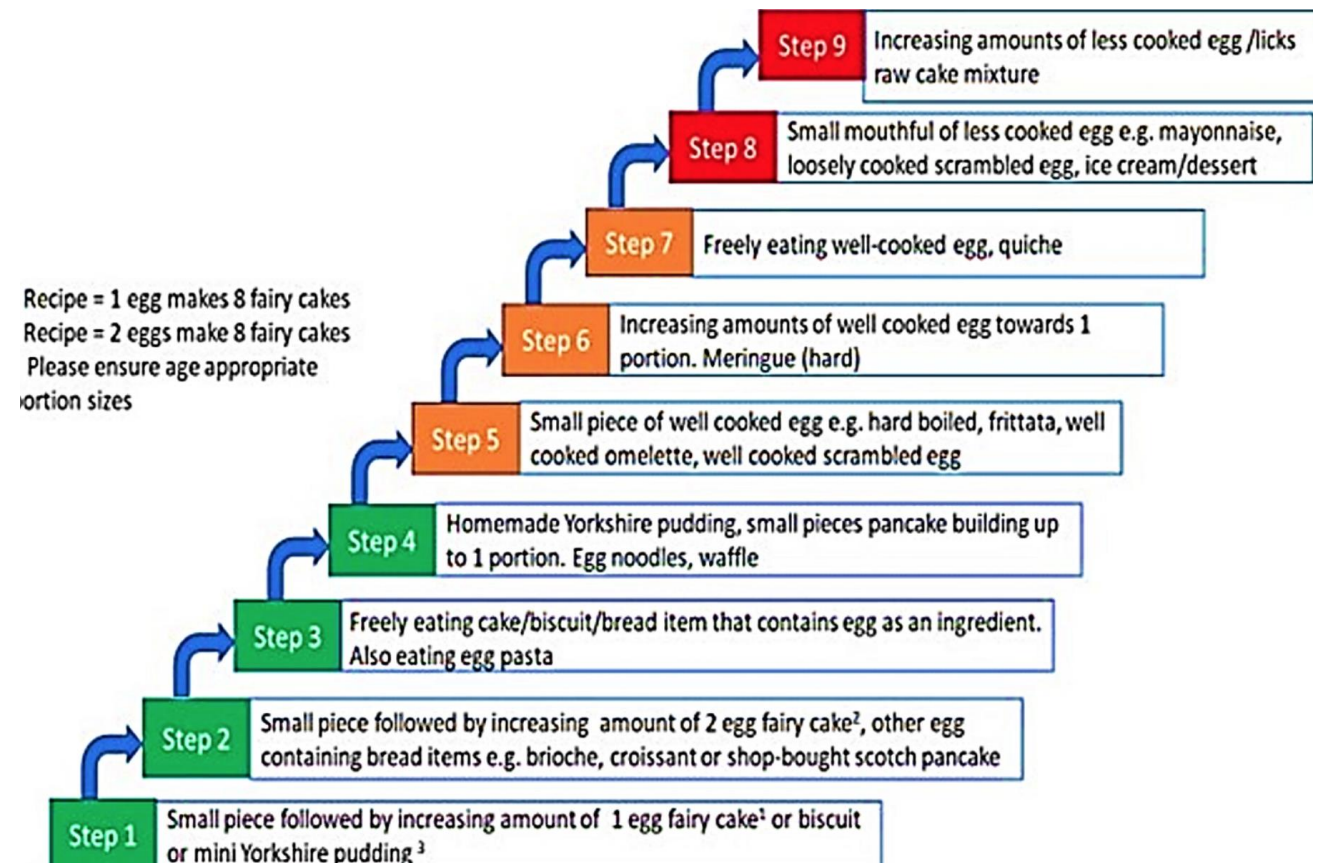 Step 9
Increasing amounts of less cooked egg /licks
raw cake mixture
Step 8
Small mouthful of less cooked egg e.g. mayonnaise,
loosely cooked scrambled egg, ice cream/dessert
Step 7
Freely eating well-cooked egg, quiche
Recipe = 1 egg makes 8 fairy cakes
Recipe = 2 eggs make 8 fairy cakes
Please ensure age appropriate
ortion sizes
Step 6
Increasing amounts of well cooked egg towards 1
portion. Meringue (hard)
Step 5
Small piece of well cooked egg e.g. hard boiled, frittata, well
cooked omelette, well cooked scrambled egg
Step 4
Homemade Yorkshire pudding, small pieces pancake building up
to 1 portion. Egg noodles, waffle
Step 3
Freely eating cake/biscuit/bread item that contains egg as an ingredient.
Also eating egg pasta
Step 2
Small piece followed by increasing amount of 2 egg fairy cake², other egg
containing bread items e.g. brioche, croissant or shop-bought scotch pancake
Step 1
Small piece followed by increasing amount of 1 egg fairy cake¹ or biscuit
or mini Yorkshire pudding ³